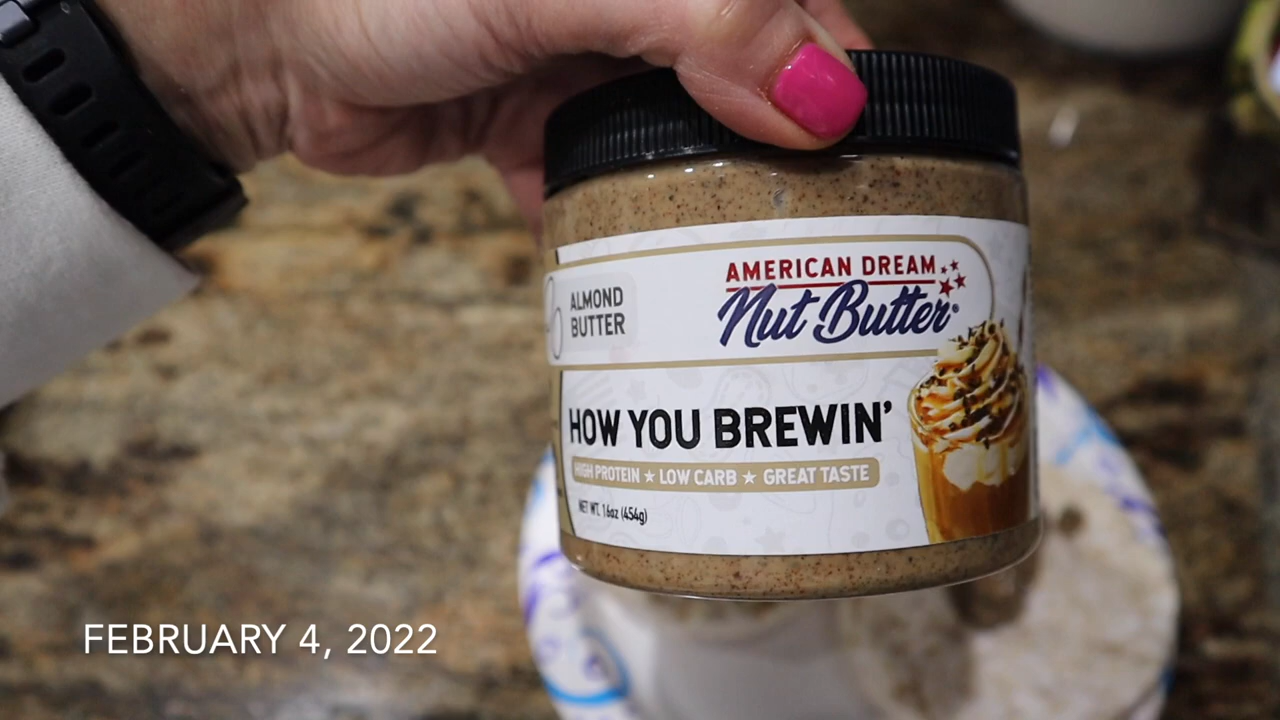 ALMOND
BUTTER
AMERICAN DREAM
Nut Butter®
HOW YOU BREWIN'
HIGH PROTEIN ★ LOW CARB ★ GREAT TASTE
NET WT. 16oz (454g)
FEBRUARY 4, 2022